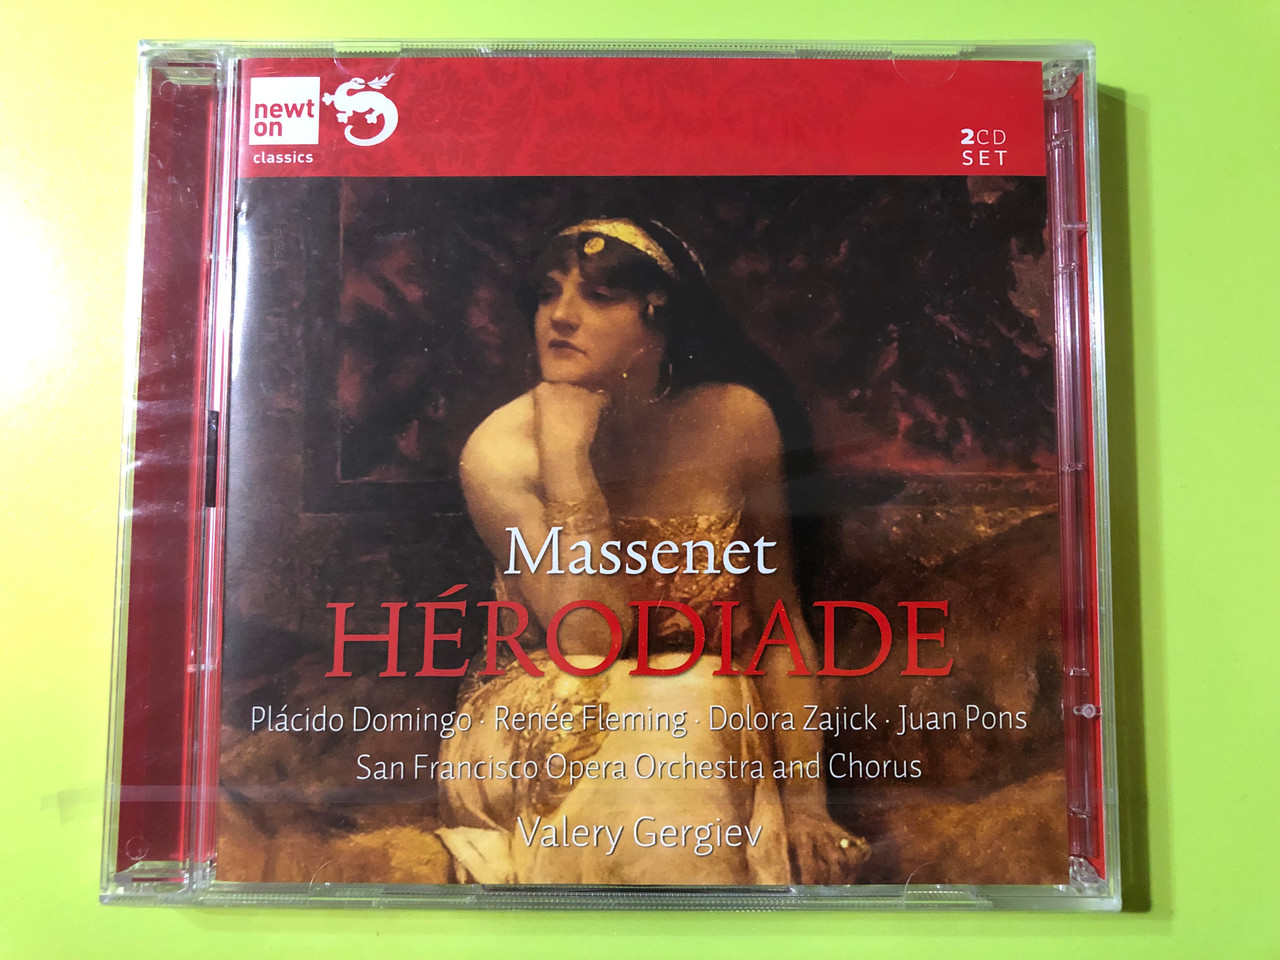 newt
on
classics
2CD
SET
Massenet
HÉRODIADE
Plácido Domingo · Renée Fleming · Dolora Zajick · Juan Pons
San Francisco Opera Orchestra and Chorus
Valery Gergiev